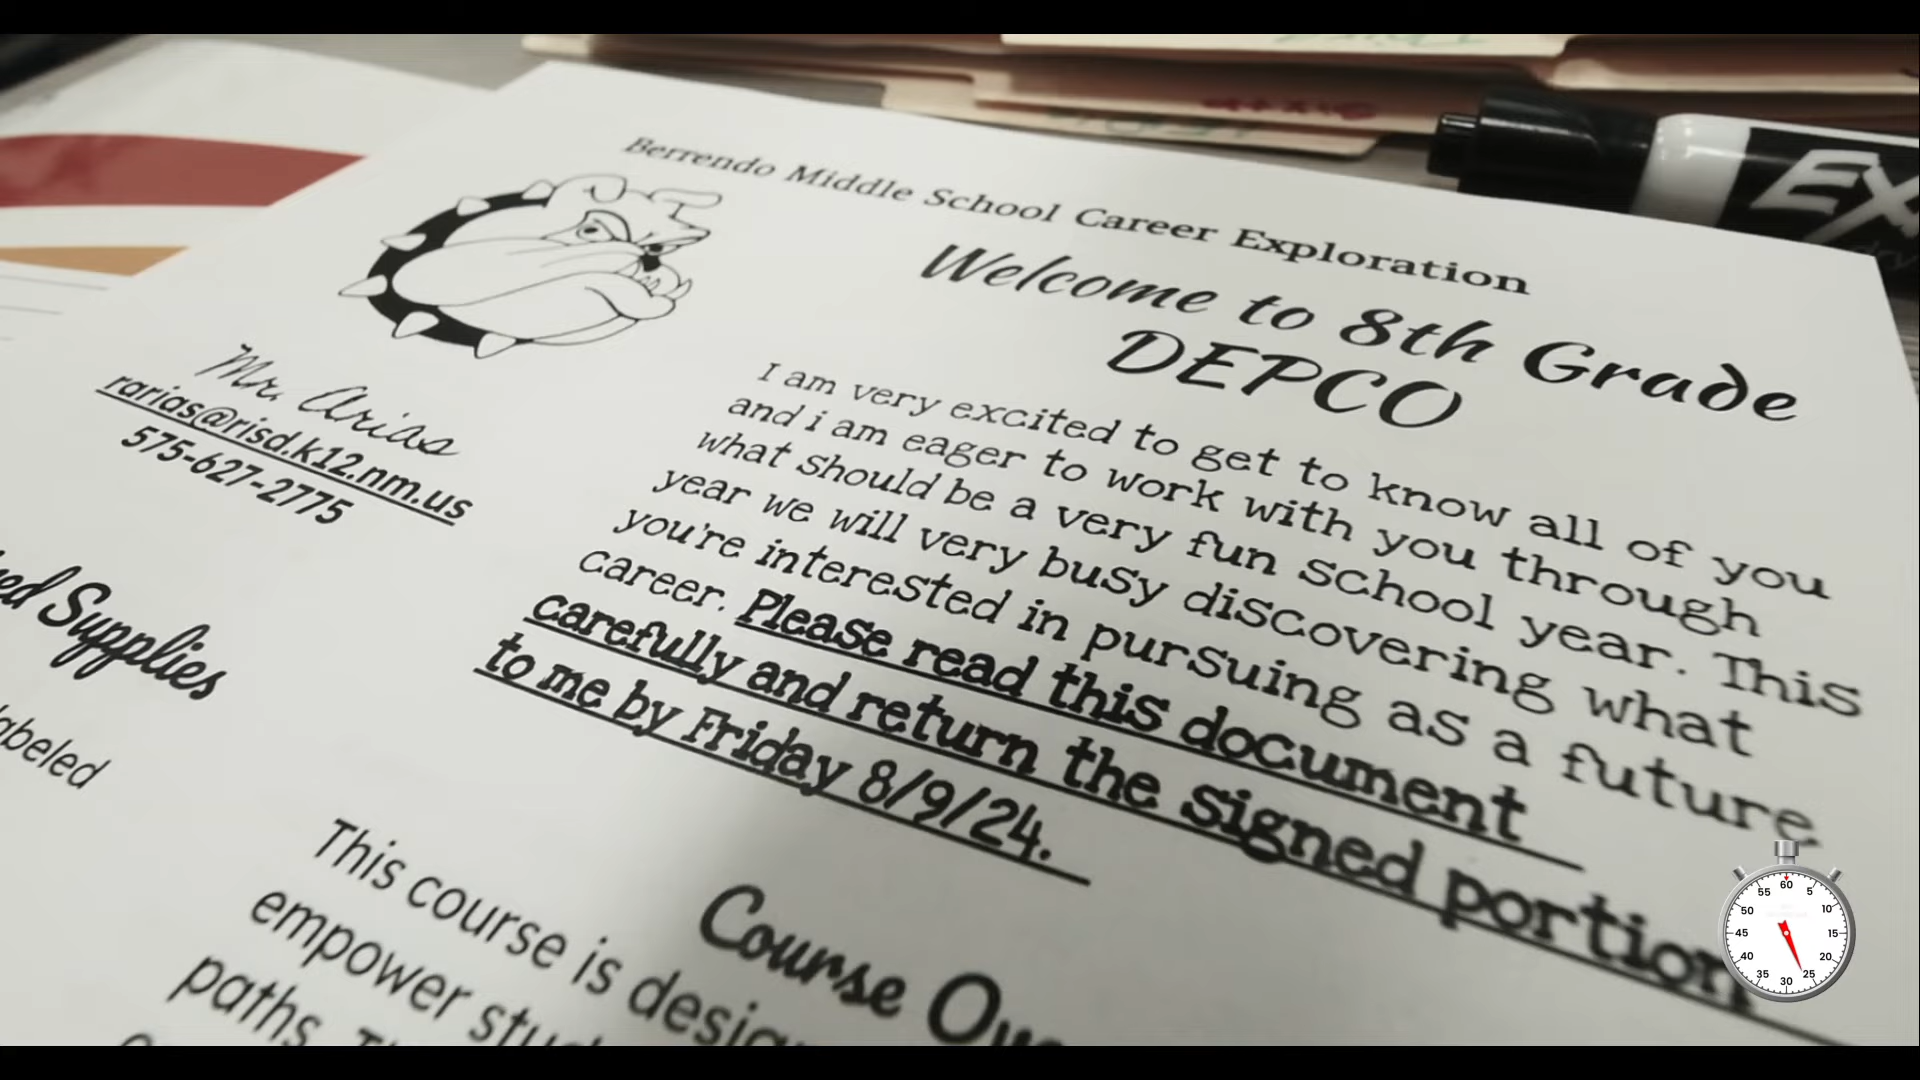 Berrendo Middle School Career Exploration
Welcome to 8th Grade
DEPCO
Mr. Arias
rarias@risd.k12.nm.us
575-627-2775
I am very excited to get to know all of you
and i am eager to work with you through
what should be a very fun school year. This
year we will very busy discovering what
you're interested in pursuing as a future
career. Please read this document
carefully and return the signed portion
to me by Friday 8/9/24.
Supplies
Course
This course is
empower
paths.
60
5
10
15
20
25
30
35
40
45
50
55